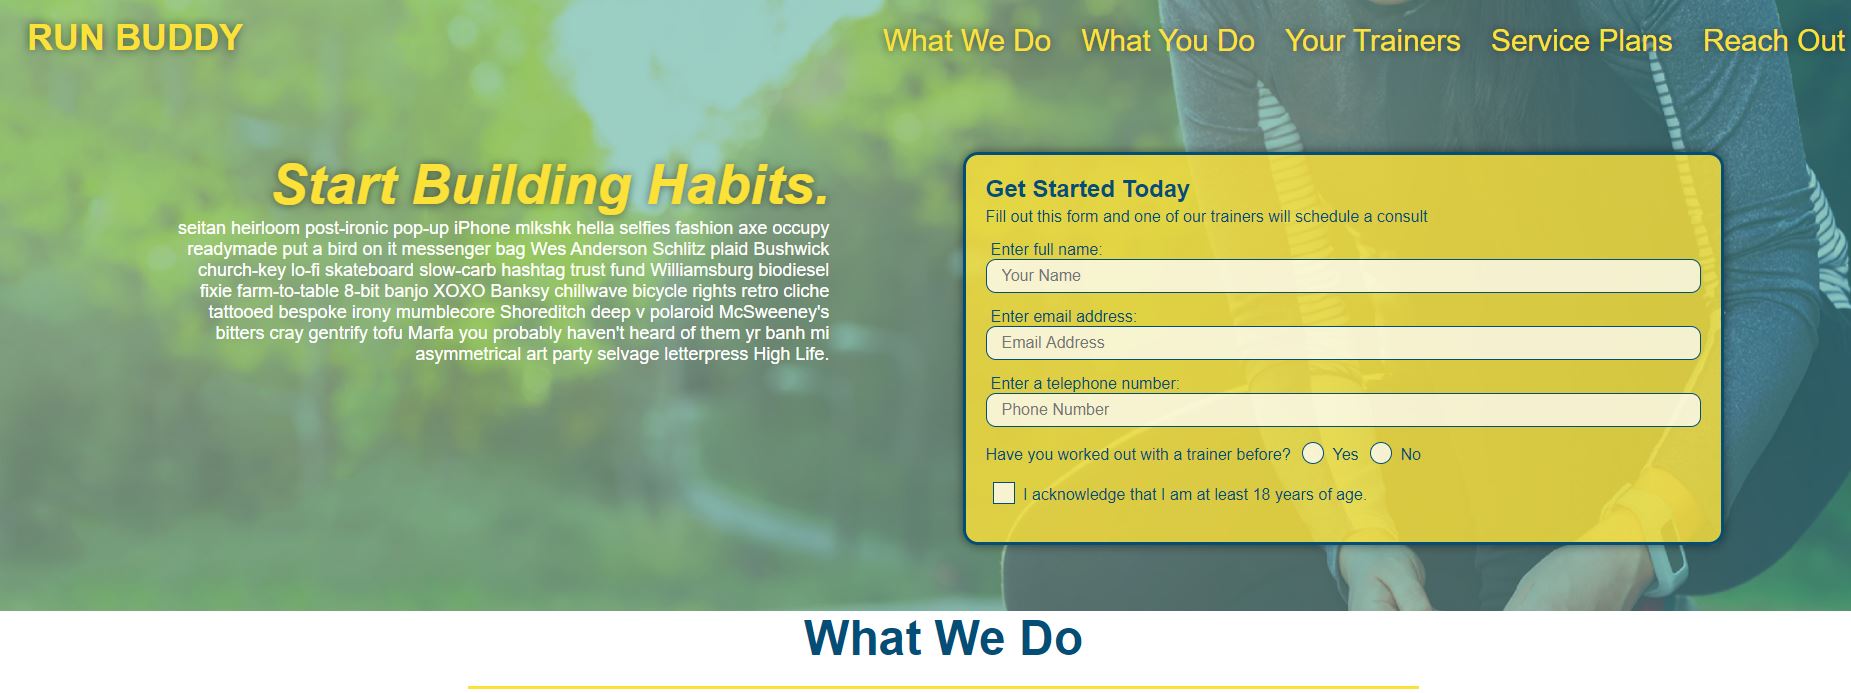 RUN BUDDY
What We Do What You Do Your Trainers Service Plans Reach Out
Start Building Habits.
seitan heirloom post-ironic pop-up iPhone mlkshk hella selfies fashion axe occupy
readymade put a bird on it messenger bag Wes Anderson Schlitz plaid Bushwick
church-key lo-fi skateboard slow-carb hashtag trust fund Williamsburg biodiesel
fixie farm-to-table 8-bit banjo XOXO Banksy chillwave bicycle rights retro cliche
tattooed bespoke irony mumblecore Shoreditch deep v polaroid McSweeney's
bitters cray gentrify tofu Marfa you probably haven't heard of them yr banh mi
asymmetrical art party selvage letterpress High Life.
Get Started Today
Fill out this form and one of our trainers will schedule a consult
Enter full name:
Your Name
Enter email address:
Email Address
Enter a telephone number:
Phone Number
Have you worked out with a trainer before? Yes No
I acknowledge that I am at least 18 years of age.
What We Do